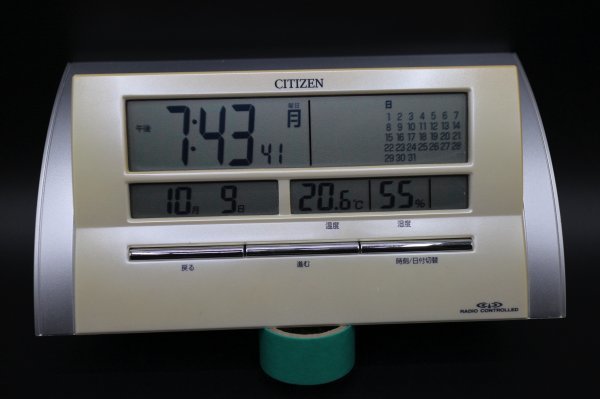 CITIZEN
午後 7:43 41 曜日 月
日
1 2 3 4 5 6 7
8 9 10 11 12 13 14
15 16 17 18 19 20 21
22 23 24 25 26 27 28
29 30 31
10月 9日 20.6℃ 55%
温度 湿度
戻る 進む 時刻/日付切替
RADIO CONTROLLED